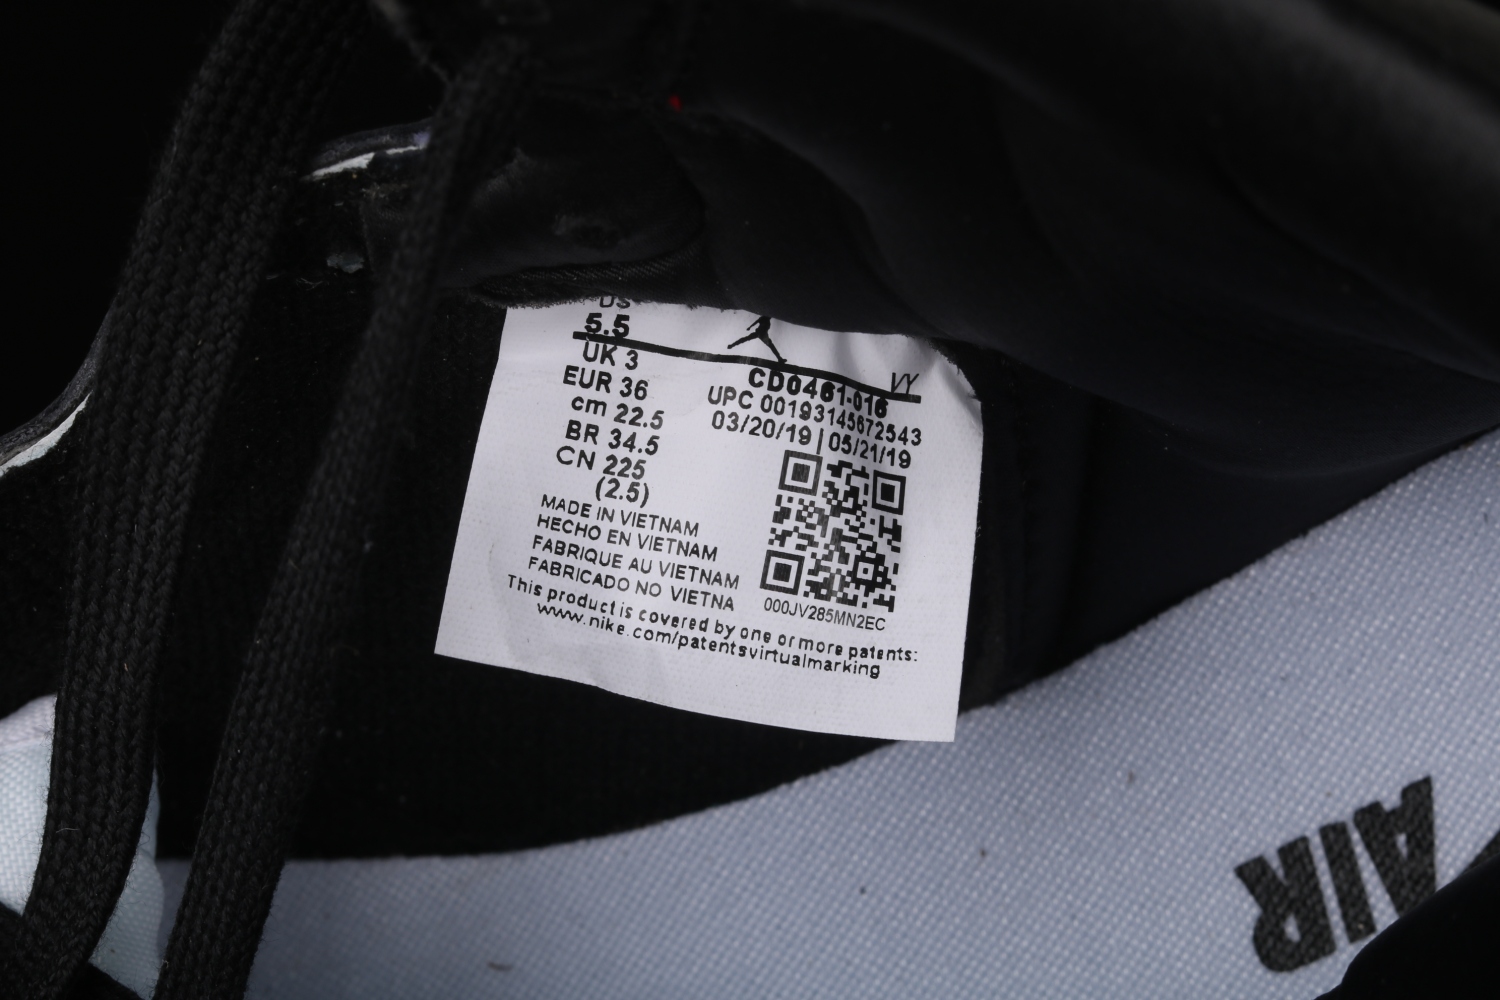 US
5.5
UK 3
EUR 36
cm 22.5
BR 34.5
CN 225
(2.5)
VY
CD0461-016
UPC 00193145672543
03/20/19 | 05/21/19
000JV285MN2EC
MADE IN VIETNAM
HECHO EN VIETNAM
FABRIQUE AU VIETNAM
FABRICADO NO VIETNA
This product is covered by one or more patents:
www.nike.com/patentsvirtualmarking
AIR